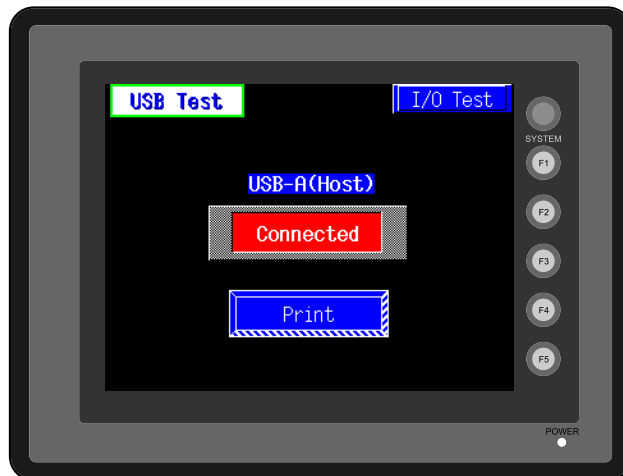 USB Test
I/O Test
SYSTEM
F1
USB-A(Host)
F2
Connected
F3
Print
F4
F5
POWER